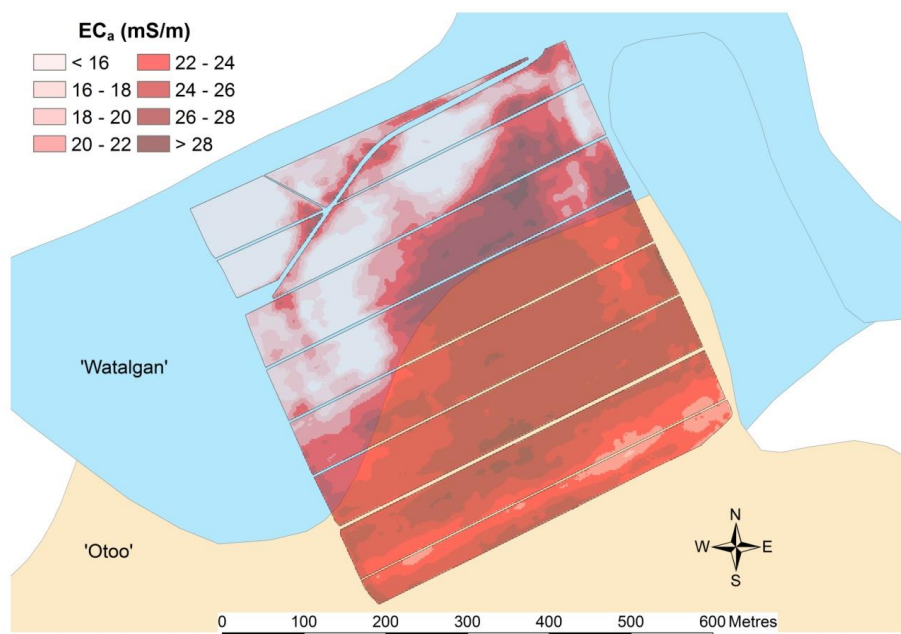 ECₐ (mS/m)
< 16
16 - 18
18 - 20
20 - 22
22 - 24
24 - 26
26 - 28
> 28
'Watalgan'
'Otoo'
N
W E
S
0 100 200 300 400 500 600 Metres